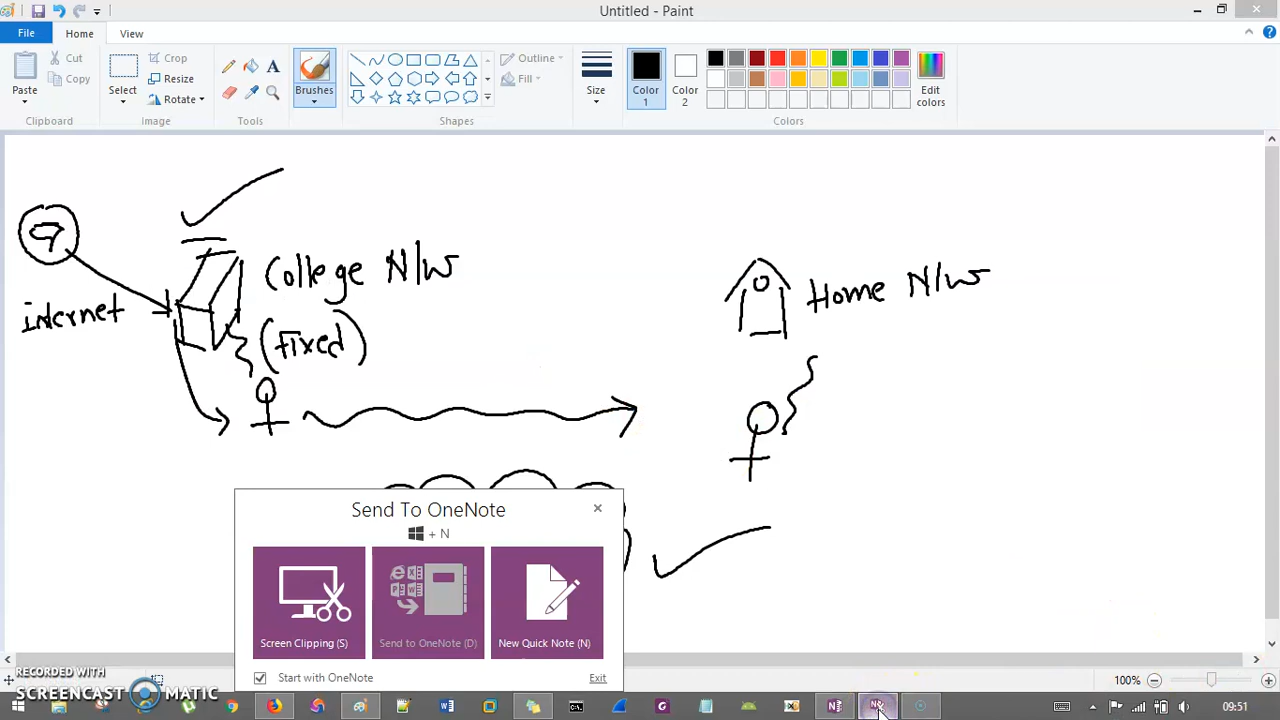 Untitled - Paint
File
Home
View
Paste
Cut
Copy
Clipboard
Select
Crop
Resize
Rotate
Image
A
Tools
Brushes
Shapes
Outline
Fill
Size
Color
1
Color
2
Edit
colors
Colors
College N/W
(Fixed)
internet
Home N/W
Send To OneNote
+ N
Screen Clipping (S)
Send to OneNote (D)
New Quick Note (N)
Start with OneNote
Exit
RECORDED WITH
SCREENCAST MATIC
100%
09:51